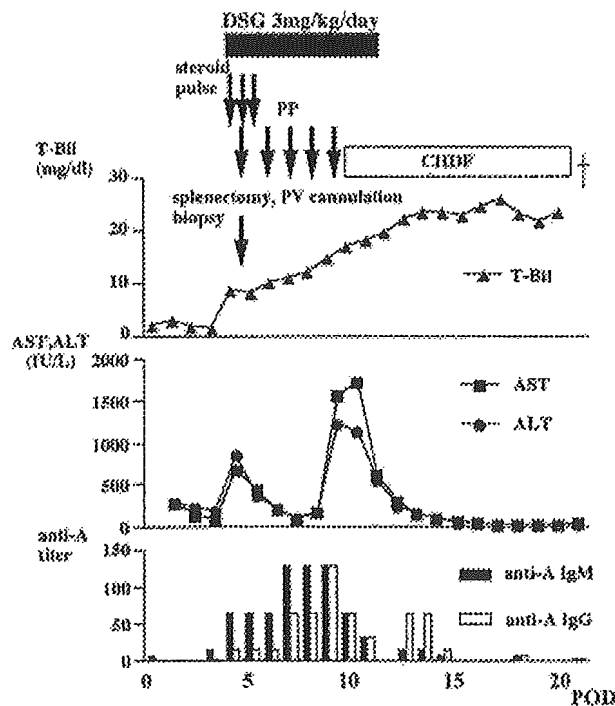 DSG 3mg/kg/day
steroid
pulse
PP
T-Bil
(mg/dl)
CHDF
†
30
splenectomy, PV cannulation
biopsy
20
10
T-Bil
0
AST,ALT
(IU/L)
2000
AST
1500
ALT
1000
500
0
anti-A
titer
150
anti-A IgM
100
anti-A IgG
50
0
0 5 10 15 20
POD